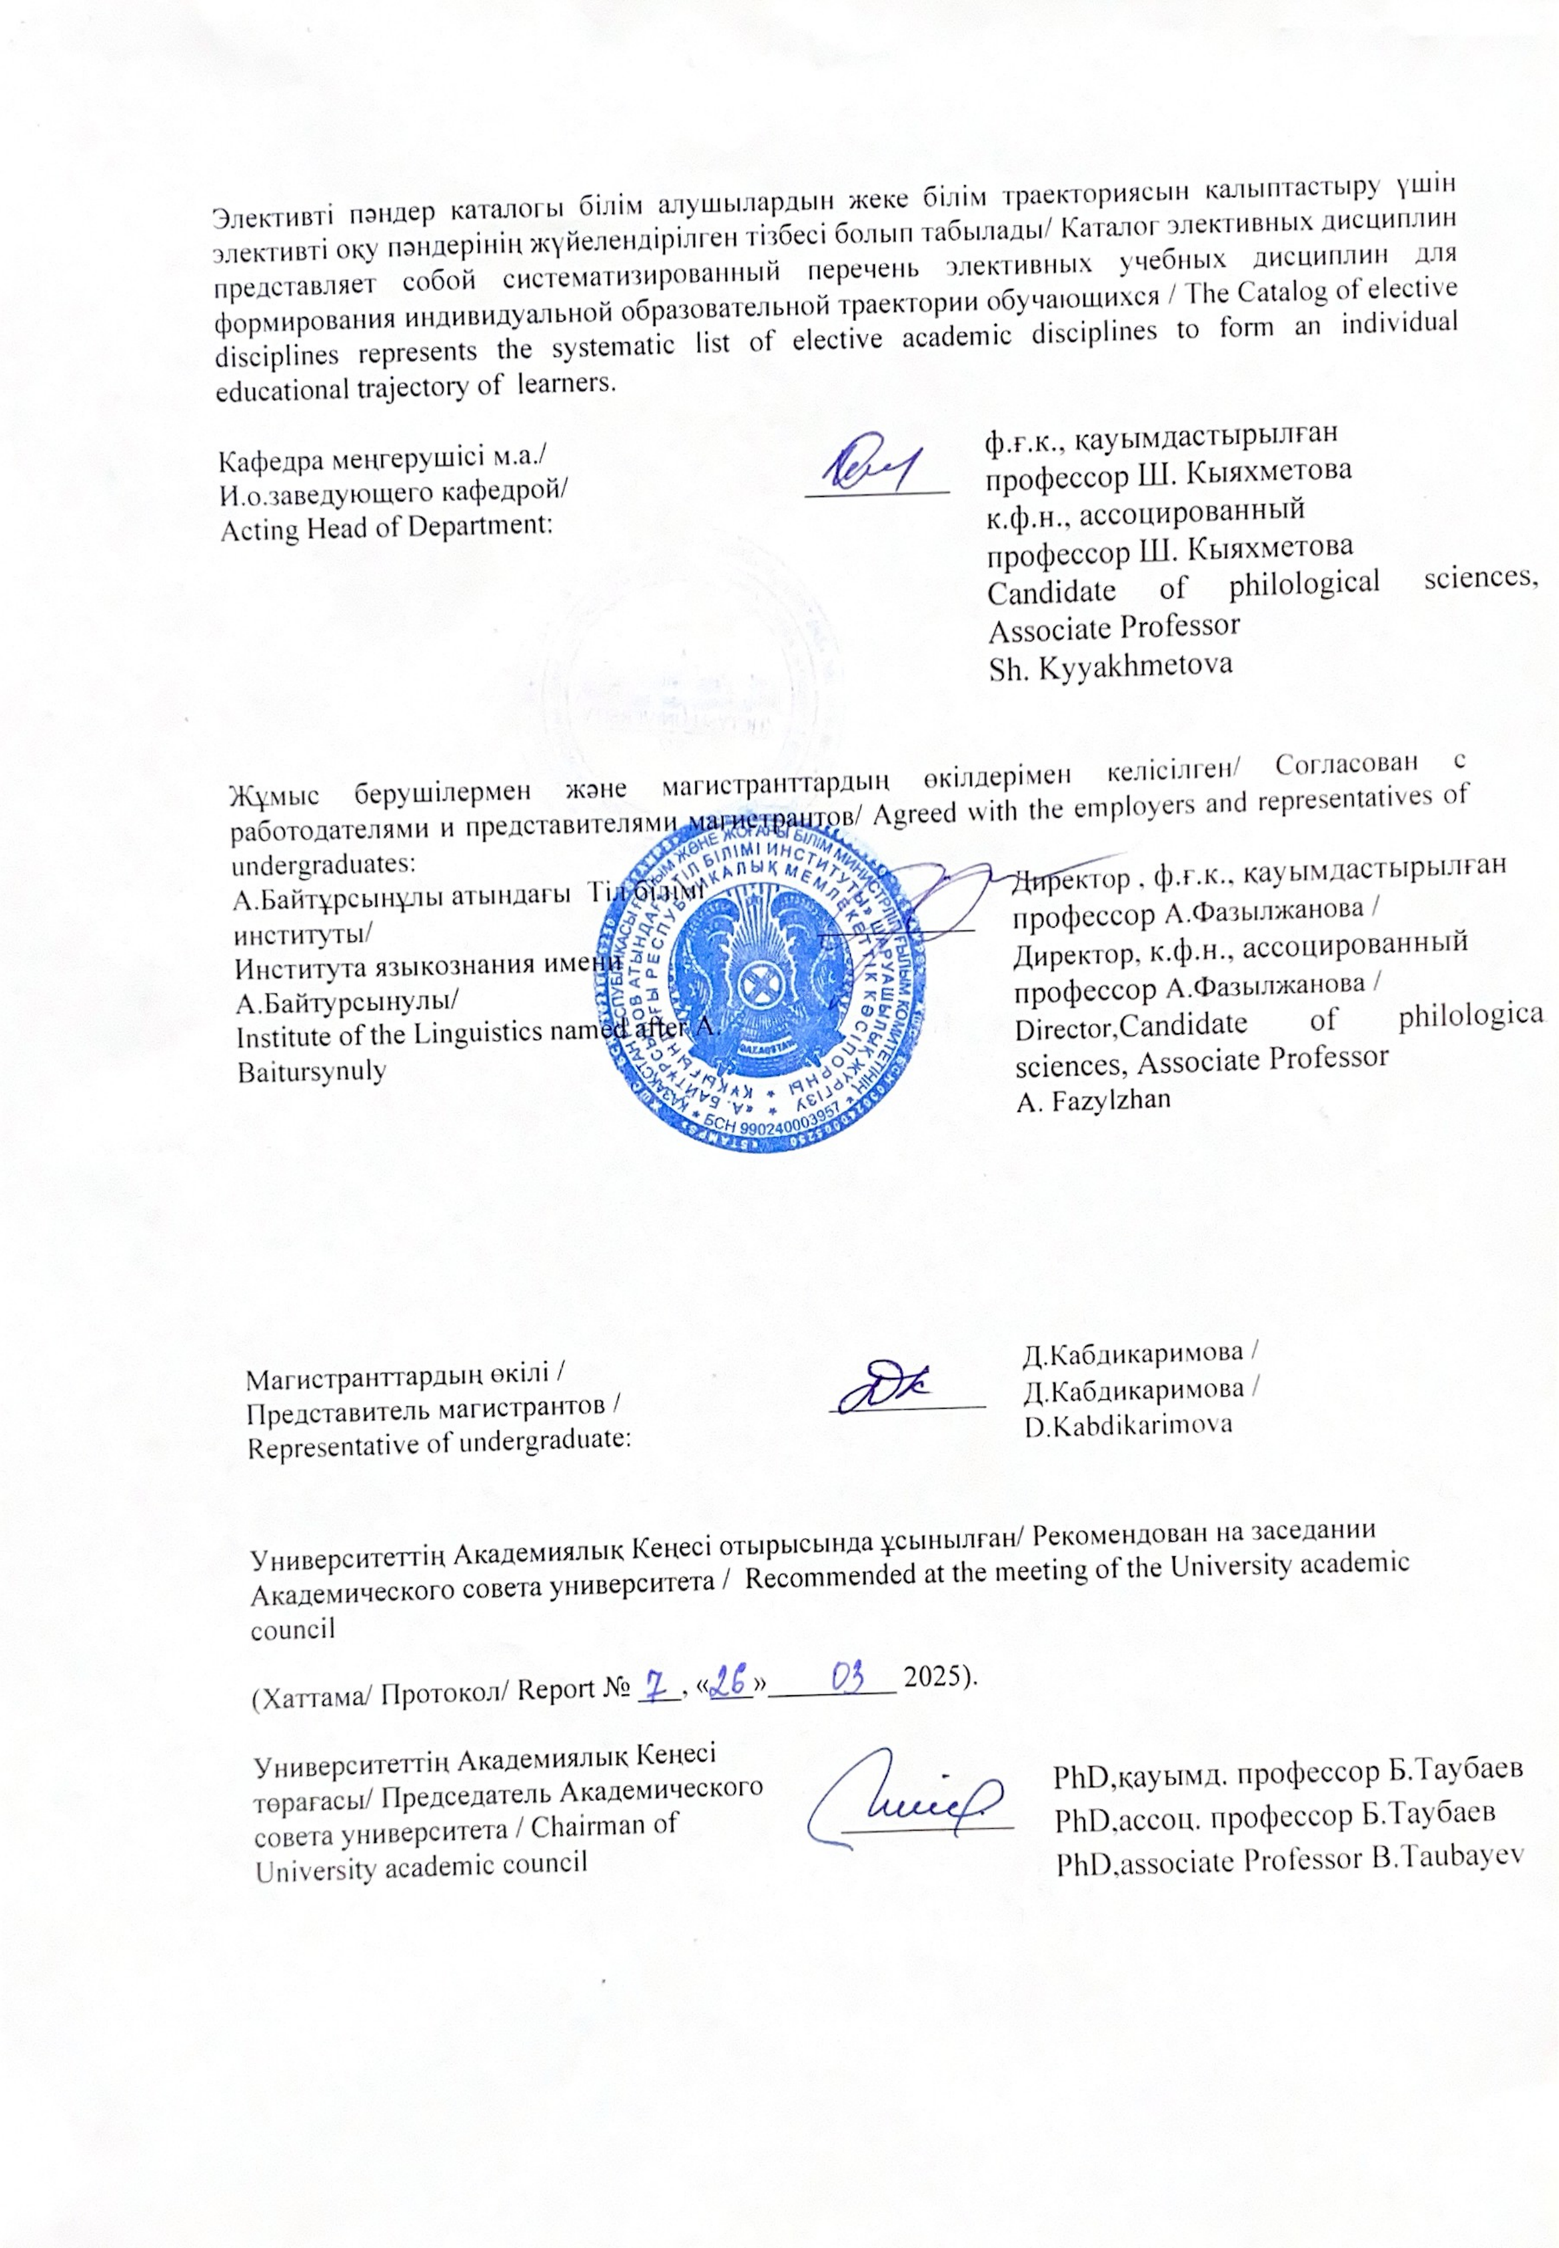 Элективті пәндер каталогы білім алушылардын жеке білім траекториясын қалыптастыру үшін
элективті оқу пәндерінің жүйелендірілген тізбесі болып табылады/ Каталог элективных дисциплин
представляет собой систематизированный перечень элективных учебных дисциплин для
формирования индивидуальной образовательной траектории обучающихся / The Catalog of elective
disciplines represents the systematic list of elective academic disciplines to form an individual
educational trajectory of learners.
Кафедра меңгерушісі м.а./
И.о.заведующего кафедрой/
Acting Head of Department:
ф.ғ.к., қауымдастырылған
профессор Ш. Кыяхметова
к.ф.н., ассоцированный
профессор Ш. Кыяхметова
Candidate of philological sciences,
Associate Professor
Sh. Kyyakhmetova
Жұмыс берушілермен және магистранттардың өкілдерімен келісілген/ Согласован с
работодателями и представителями магистрантов/ Agreed with the employers and representatives of
undergraduates:
А.Байтұрсынұлы атындағы Тіл білімі
институты/
Института языкознания имени
А.Байтурсынулы/
Institute of the Linguistics named after A.
Baitursynuly
Директор , ф.ғ.к., қауымдастырылған
профессор А.Фазылжанова /
Директор, к.ф.н., ассоцированный
профессор А.Фазылжанова /
Director,Candidate of philologica
sciences, Associate Professor
A. Fazylzhan
БСН 990240003957
QAZAQSTAN
Магистранттардың өкілі /
Представитель магистрантов /
Representative of undergraduate:
Д.Кабдикаримова /
Д.Кабдикаримова /
D.Kabdikarimova
Университеттің Академиялық Кеңесі отырысында ұсынылған/ Рекомендован на заседании
Академического совета университета / Recommended at the meeting of the University academic
council
(Хаттама/ Протокол/ Report № 7, «26» 03 2025).
Университеттің Академиялық Кеңесі
төрағасы/ Председатель Академического
совета университета / Chairman of
University academic council
PhD,қауымд. профессор Б.Таубаев
PhD,ассоц. профессор Б.Таубаев
PhD,associate Professor B.Taubayev